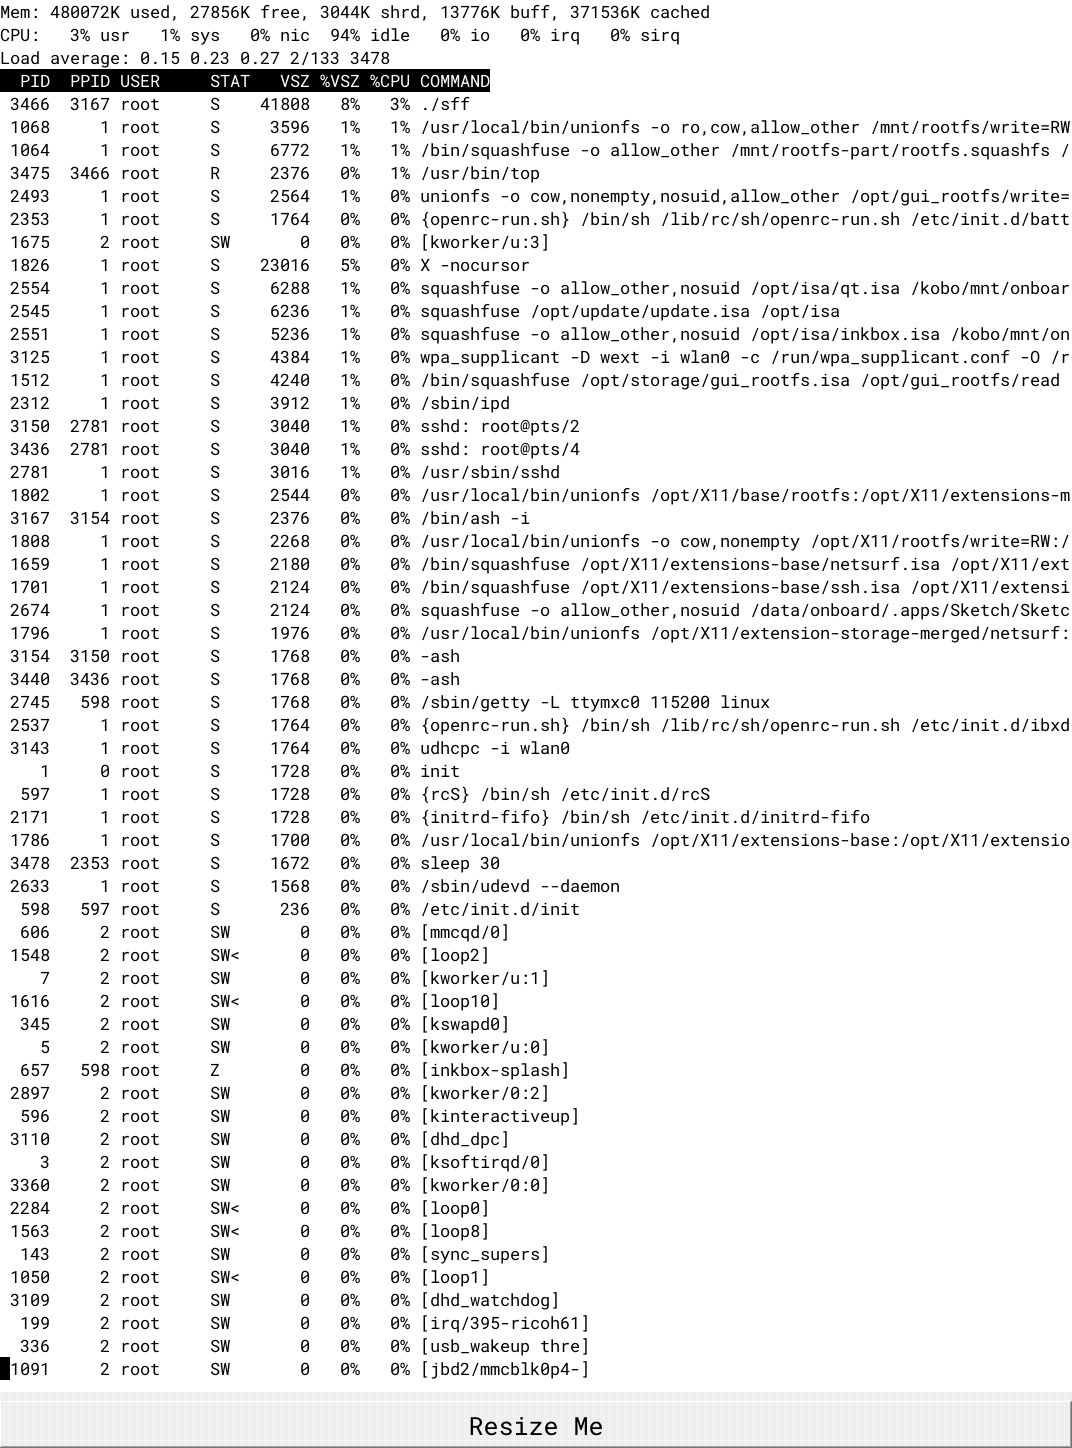 Mem: 480072K used, 27856K free, 3044K shrd, 13776K buff, 371536K cached
CPU:   3% usr   1% sys   0% nic  94% idle   0% io   0% irq   0% sirq
Load average: 0.15 0.23 0.27 2/133 3478
  PID  PPID USER     STAT   VSZ %VSZ %CPU COMMAND
 3466  3167 root     S    41808   8%   3% ./sff
 1068     1 root     S     3596   1%   1% /usr/local/bin/unionfs -o ro,cow,allow_other /mnt/rootfs/write=RW
 1064     1 root     S     6772   1%   1% /bin/squashfuse -o allow_other /mnt/rootfs-part/rootfs.squashfs /
 3475  3466 root     R     2376   0%   1% /usr/bin/top
 2493     1 root     S     2564   1%   0% unionfs -o cow,nonempty,nosuid,allow_other /opt/gui_rootfs/write=
 2353     1 root     S     1764   0%   0% {openrc-run.sh} /bin/sh /lib/rc/sh/openrc-run.sh /etc/init.d/batt
 1675     2 root     SW       0   0%   0% [kworker/u:3]
 1826     1 root     S    23016   5%   0% X -nocursor
 2554     1 root     S     6288   1%   0% squashfuse -o allow_other,nosuid /opt/isa/qt.isa /kobo/mnt/onboar
 2545     1 root     S     6236   1%   0% squashfuse /opt/update/update.isa /opt/isa
 2551     1 root     S     5236   1%   0% squashfuse -o allow_other,nosuid /opt/isa/inkbox.isa /kobo/mnt/on
 3125     1 root     S     4384   1%   0% wpa_supplicant -D wext -i wlan0 -c /run/wpa_supplicant.conf -O /r
 1512     1 root     S     4240   1%   0% /bin/squashfuse /opt/storage/gui_rootfs.isa /opt/gui_rootfs/read
 2312     1 root     S     3912   1%   0% /sbin/ipd
 3150  2781 root     S     3040   1%   0% sshd: root@pts/2
 3436  2781 root     S     3040   1%   0% sshd: root@pts/4
 2781     1 root     S     3016   1%   0% /usr/sbin/sshd
 1802     1 root     S     2544   0%   0% /usr/local/bin/unionfs /opt/X11/base/rootfs:/opt/X11/extensions-m
 3167  3154 root     S     2376   0%   0% /bin/ash -i
 1808     1 root     S     2268   0%   0% /usr/local/bin/unionfs -o cow,nonempty /opt/X11/rootfs/write=RW:/
 1659     1 root     S     2180   0%   0% /bin/squashfuse /opt/X11/extensions-base/netsurf.isa /opt/X11/ext
 1701     1 root     S     2124   0%   0% /bin/squashfuse /opt/X11/extensions-base/ssh.isa /opt/X11/extensi
 2674     1 root     S     2124   0%   0% squashfuse -o allow_other,nosuid /data/onboard/.apps/Sketch/Sketc
 1796     1 root     S     1976   0%   0% /usr/local/bin/unionfs /opt/X11/extension-storage-merged/netsurf:
 3154  3150 root     S     1768   0%   0% -ash
 3440  3436 root     S     1768   0%   0% -ash
 2745   598 root     S     1768   0%   0% /sbin/getty -L ttymxc0 115200 linux
 2537     1 root     S     1764   0%   0% {openrc-run.sh} /bin/sh /lib/rc/sh/openrc-run.sh /etc/init.d/ibxd
 3143     1 root     S     1764   0%   0% udhcpc -i wlan0
    1     0 root     S     1728   0%   0% init
  597     1 root     S     1728   0%   0% {rcS} /bin/sh /etc/init.d/rcS
 2171     1 root     S     1728   0%   0% {initrd-fifo} /bin/sh /etc/init.d/initrd-fifo
 1786     1 root     S     1700   0%   0% /usr/local/bin/unionfs /opt/X11/extensions-base:/opt/X11/extensio
 3478  2353 root     S     1672   0%   0% sleep 30
 2633     1 root     S     1568   0%   0% /sbin/udevd --daemon
  598   597 root     S      236   0%   0% /etc/init.d/init
  606     2 root     SW       0   0%   0% [mmcqd/0]
 1548     2 root     SW<      0   0%   0% [loop2]
    7     2 root     SW       0   0%   0% [kworker/u:1]
 1616     2 root     SW<      0   0%   0% [loop10]
  345     2 root     SW       0   0%   0% [kswapd0]
    5     2 root     SW       0   0%   0% [kworker/u:0]
  657   598 root     Z        0   0%   0% [inkbox-splash]
 2897     2 root     SW       0   0%   0% [kworker/0:2]
  596     2 root     SW       0   0%   0% [kinteractiveup]
 3110     2 root     SW       0   0%   0% [dhd_dpc]
    3     2 root     SW       0   0%   0% [ksoftirqd/0]
 3360     2 root     SW       0   0%   0% [kworker/0:0]
 2284     2 root     SW<      0   0%   0% [loop0]
 1563     2 root     SW<      0   0%   0% [loop8]
  143     2 root     SW       0   0%   0% [sync_supers]
 1050     2 root     SW<      0   0%   0% [loop1]
 3109     2 root     SW       0   0%   0% [dhd_watchdog]
  199     2 root     SW       0   0%   0% [irq/395-ricoh61]
  336     2 root     SW       0   0%   0% [usb_wakeup thre]
 1091     2 root     SW       0   0%   0% [jbd2/mmcblk0p4-]
Resize Me